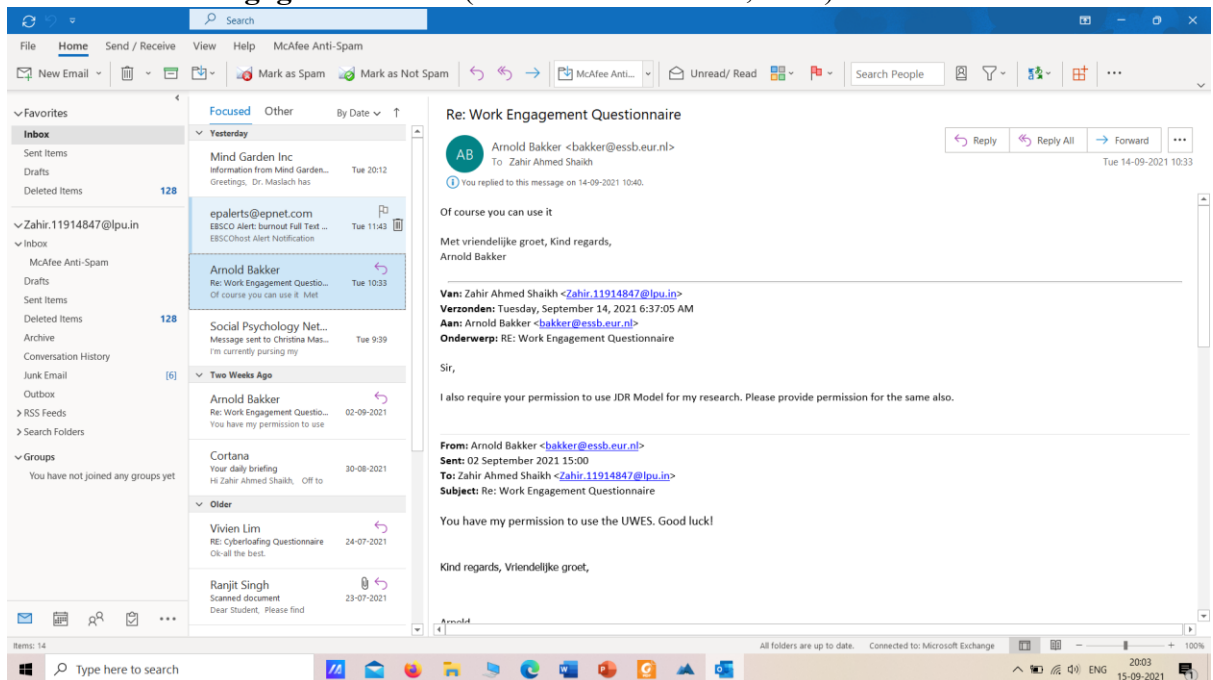 Search
File Home Send / Receive View Help McAfee Anti-Spam
New Email Mark as Spam Mark as Not Spam McAfee Anti... Unread/ Read Search People
Favorites
Inbox
Sent Items
Drafts
Deleted Items 128
Zahir.11914847@lpu.in
Inbox
McAfee Anti-Spam
Drafts
Sent Items
Deleted Items 128
Archive
Conversation History
Junk Email [6]
Outbox
RSS Feeds
Search Folders
Groups
You have not joined any groups yet
Focused Other By Date
Yesterday
Mind Garden Inc
Information from Mind Garden... Tue 20:12
Greetings, Dr. Maslach has
epalerts@epnet.com
EBSCO Alert: burnout Full Text ... Tue 11:43
EBSCOhost Alert Notification
Arnold Bakker
Re: Work Engagement Questio... Tue 10:33
Of course you can use it Met
Social Psychology Net...
Message sent to Christina Mas... Tue 9:39
I'm currently pursing my
Two Weeks Ago
Arnold Bakker
Re: Work Engagement Questio... 02-09-2021
You have my permission to use
Cortana
Your daily briefing 30-08-2021
Hi Zahir Ahmed Shaikh, Off to
Older
Vivien Lim
RE: Cyberloafing Questionnaire 24-07-2021
Ok-all the best.
Ranjit Singh
Scanned document 23-07-2021
Dear Student, Please find
Re: Work Engagement Questionnaire
AB
Arnold Bakker <bakker@essb.eur.nl>
To Zahir Ahmed Shaikh
Reply Reply All Forward
Tue 14-09-2021 10:33
You replied to this message on 14-09-2021 10:40.
Of course you can use it
Met vriendelijke groet, Kind regards,
Arnold Bakker
Van: Zahir Ahmed Shaikh <Zahir.11914847@lpu.in>
Verzonden: Tuesday, September 14, 2021 6:37:05 AM
Aan: Arnold Bakker <bakker@essb.eur.nl>
Onderwerp: RE: Work Engagement Questionnaire
Sir,
I also require your permission to use JDR Model for my research. Please provide permission for the same also.
From: Arnold Bakker <bakker@essb.eur.nl>
Sent: 02 September 2021 15:00
To: Zahir Ahmed Shaikh <Zahir.11914847@lpu.in>
Subject: Re: Work Engagement Questionnaire
You have my permission to use the UWES. Good luck!
Kind regards, Vriendelijke groet,
Arnold
Items: 14 All folders are up to date. Connected to: Microsoft Exchange 100%
Type here to search
ENG 20:03
15-09-2021